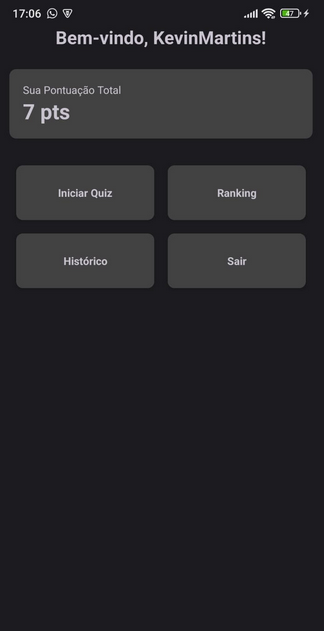 17:06
47
Bem-vindo, KevinMartins!
Sua Pontuação Total
7 pts
Iniciar Quiz
Ranking
Histórico
Sair